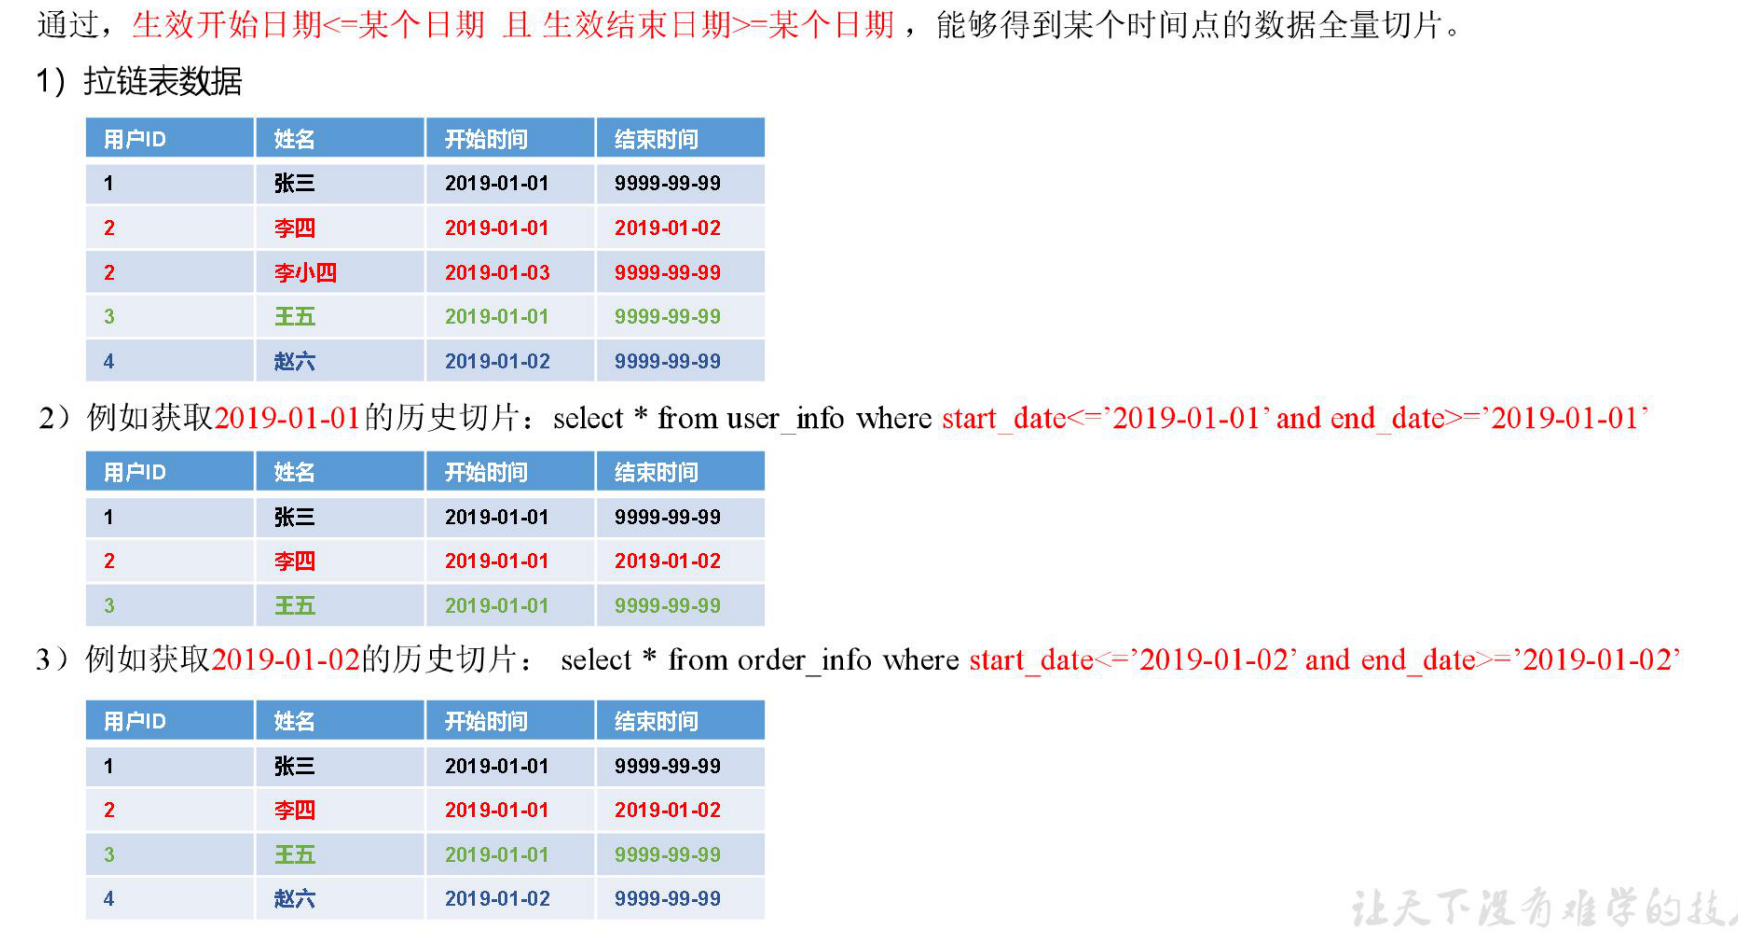 通过，生效开始日期<=某个日期 且 生效结束日期>=某个日期 ，能够得到某个时间点的数据全量切片。
1）拉链表数据
用户ID 姓名 开始时间 结束时间
1 张三 2019-01-01 9999-99-99
2 李四 2019-01-01 2019-01-02
2 李小四 2019-01-03 9999-99-99
3 王五 2019-01-01 9999-99-99
4 赵六 2019-01-02 9999-99-99
2）例如获取2019-01-01的历史切片：select * from user_info where start_date<=’2019-01-01’ and end_date>=’2019-01-01’
用户ID 姓名 开始时间 结束时间
1 张三 2019-01-01 9999-99-99
2 李四 2019-01-01 2019-01-02
3 王五 2019-01-01 9999-99-99
3）例如获取2019-01-02的历史切片： select * from order_info where start_date<=’2019-01-02’ and end_date>=’2019-01-02’
用户ID 姓名 开始时间 结束时间
1 张三 2019-01-01 9999-99-99
2 李四 2019-01-01 2019-01-02
3 王五 2019-01-01 9999-99-99
4 赵六 2019-01-02 9999-99-99
让天下没有难学的技